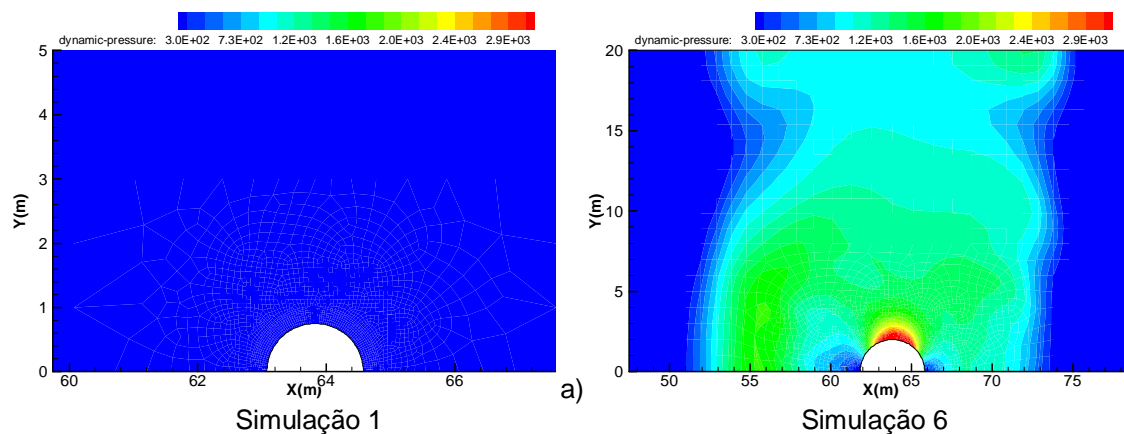 dynamic-pressure: 3.0E+02 7.3E+02 1.2E+03 1.6E+03 2.0E+03 2.4E+03 2.9E+03
Y(m)
5
4
3
2
1
0
60 62 64 66
X(m)
Simulação 1
a)
dynamic-pressure: 3.0E+02 7.3E+02 1.2E+03 1.6E+03 2.0E+03 2.4E+03 2.9E+03
Y(m)
20
15
10
5
0
50 55 60 65 70 75
X(m)
Simulação 6